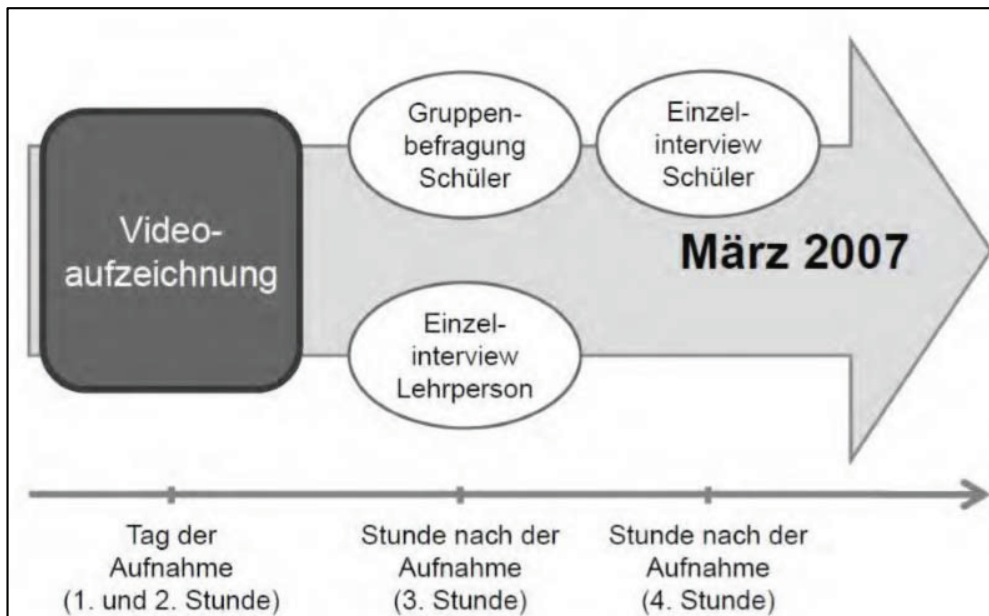 Video-
aufzeichnung
Gruppen-
befragung
Schüler
Einzel-
interview
Schüler
März 2007
Einzel-
interview
Lehrperson
Tag der
Aufnahme
(1. und 2. Stunde)
Stunde nach der
Aufnahme
(3. Stunde)
Stunde nach der
Aufnahme
(4. Stunde)